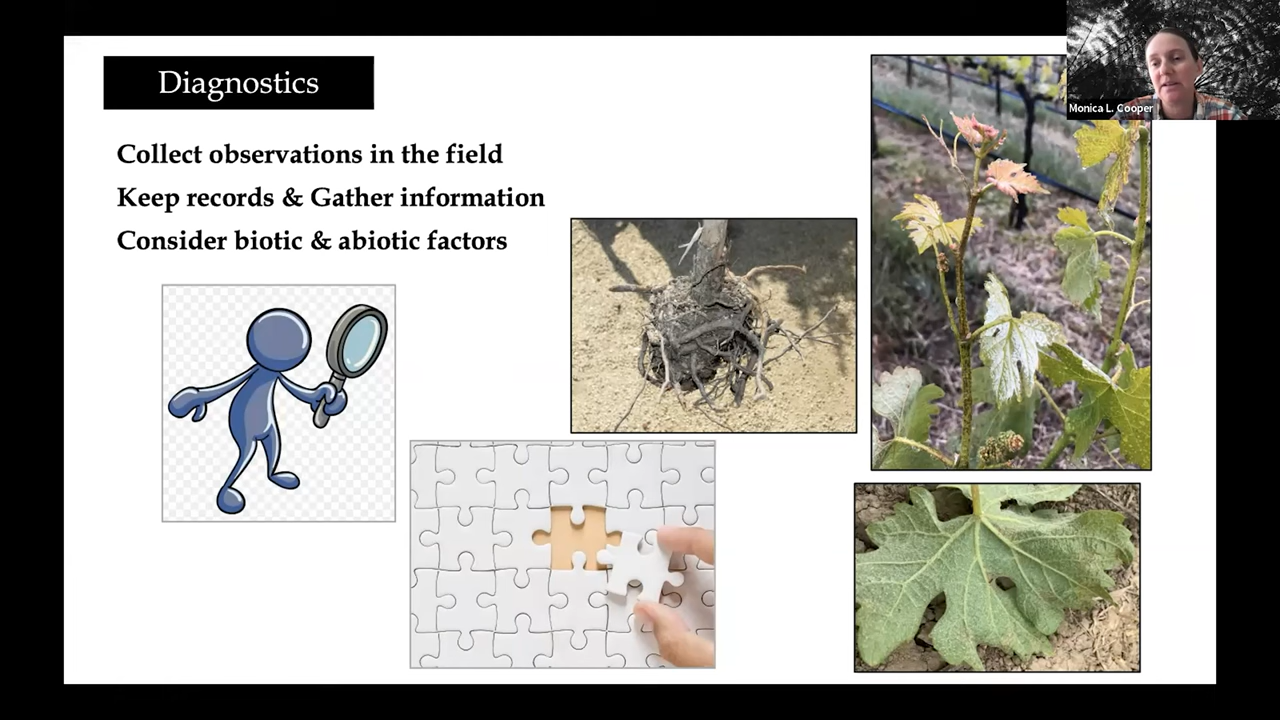 Diagnostics
Collect observations in the field
Keep records & Gather information
Consider biotic & abiotic factors
Monica L. Cooper